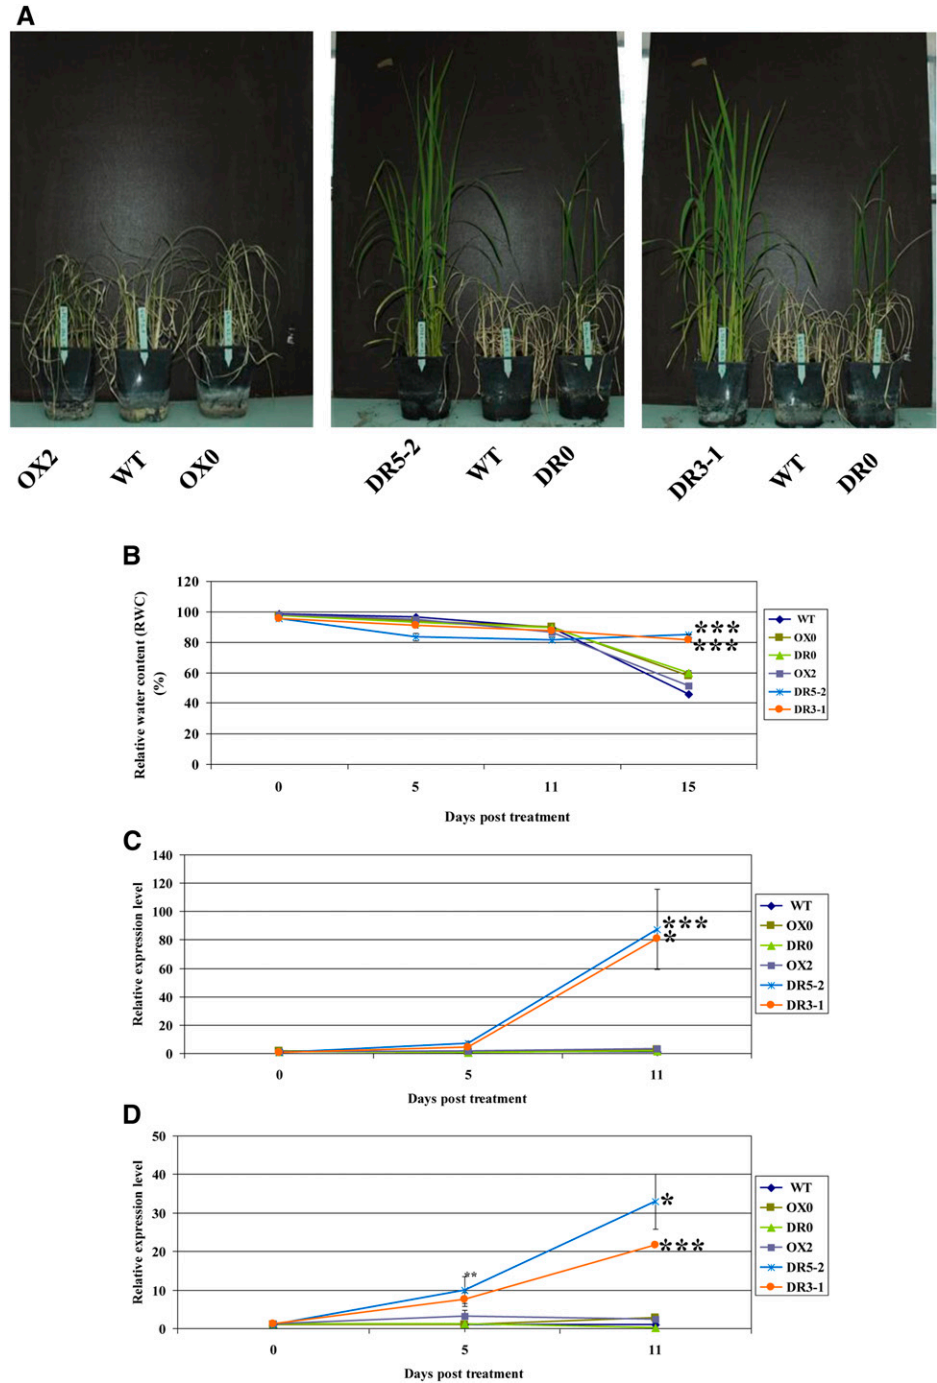 A
OX2
WT
OX0
DR5-2
WT
DR0
DR3-1
WT
DR0
B
Relative water content (RWC)
(%)
120
100
80
60
40
20
0
0
5
11
15
Days post treatment
***
***
WT
OX0
DR0
OX2
DR5-2
DR3-1
C
Relative expression level
140
120
100
80
60
40
20
0
0
5
11
Days post treatment
***
*
WT
OX0
DR0
OX2
DR5-2
DR3-1
D
Relative expression level
50
40
30
20
10
0
0
5
11
Days post treatment
**
*
***
WT
OX0
DR0
OX2
DR5-2
DR3-1